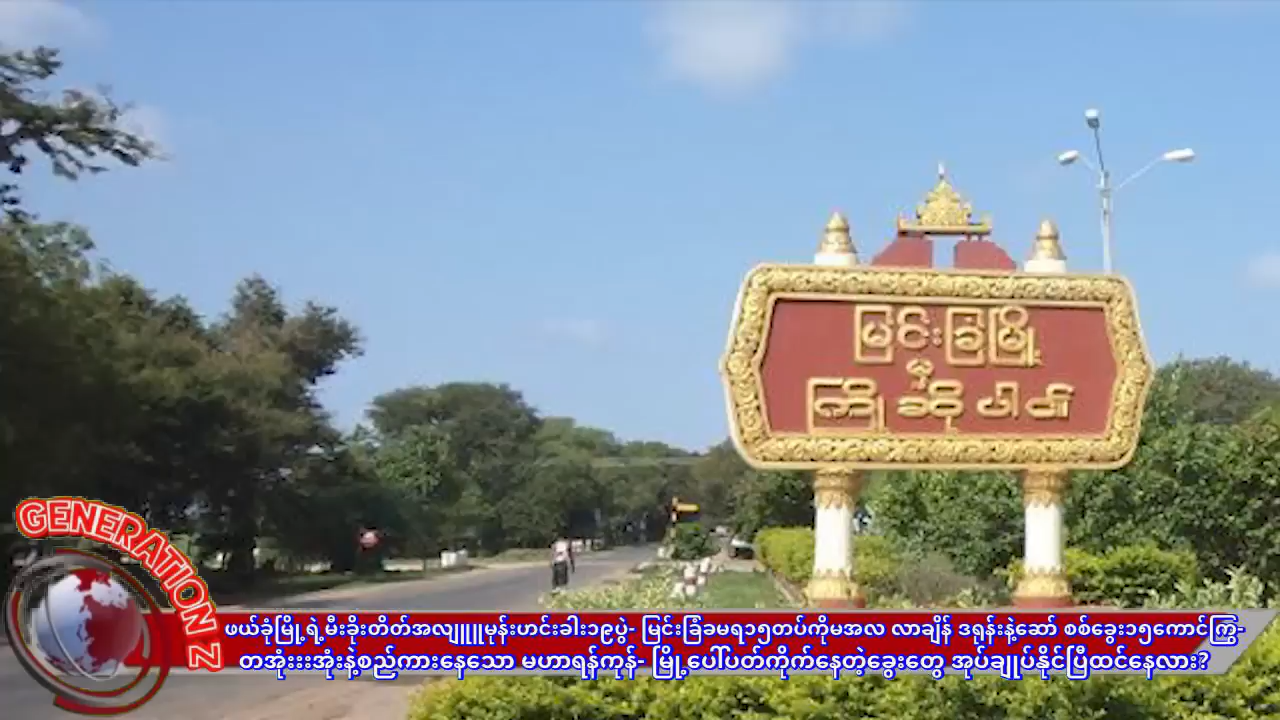 မြင်းခြံမြို့
မှ
ကြိုဆိုပါ၏
GENERATION Z
ဖယ်ခုံမြို့ရဲ့မီးခိုးတိတ်အလျူူူမုန်းဟင်းခါး၁၉ပွဲ- မြင်းခြံခမရ၁၅တပ်ကိုမအလ လာချိန် ဒရုန်းနဲ့ဆော် စစ်ခွေး၁၅ကောင်ကြွ-
တအုံးးးအုံးနဲ့စည်ကားနေသော မဟာရန်ကုန်- မြို့ပေါ်ပတ်ကိုက်နေတဲ့ခွေးတွေ အုပ်ချုပ်နိုင်ပြီထင်နေလား?